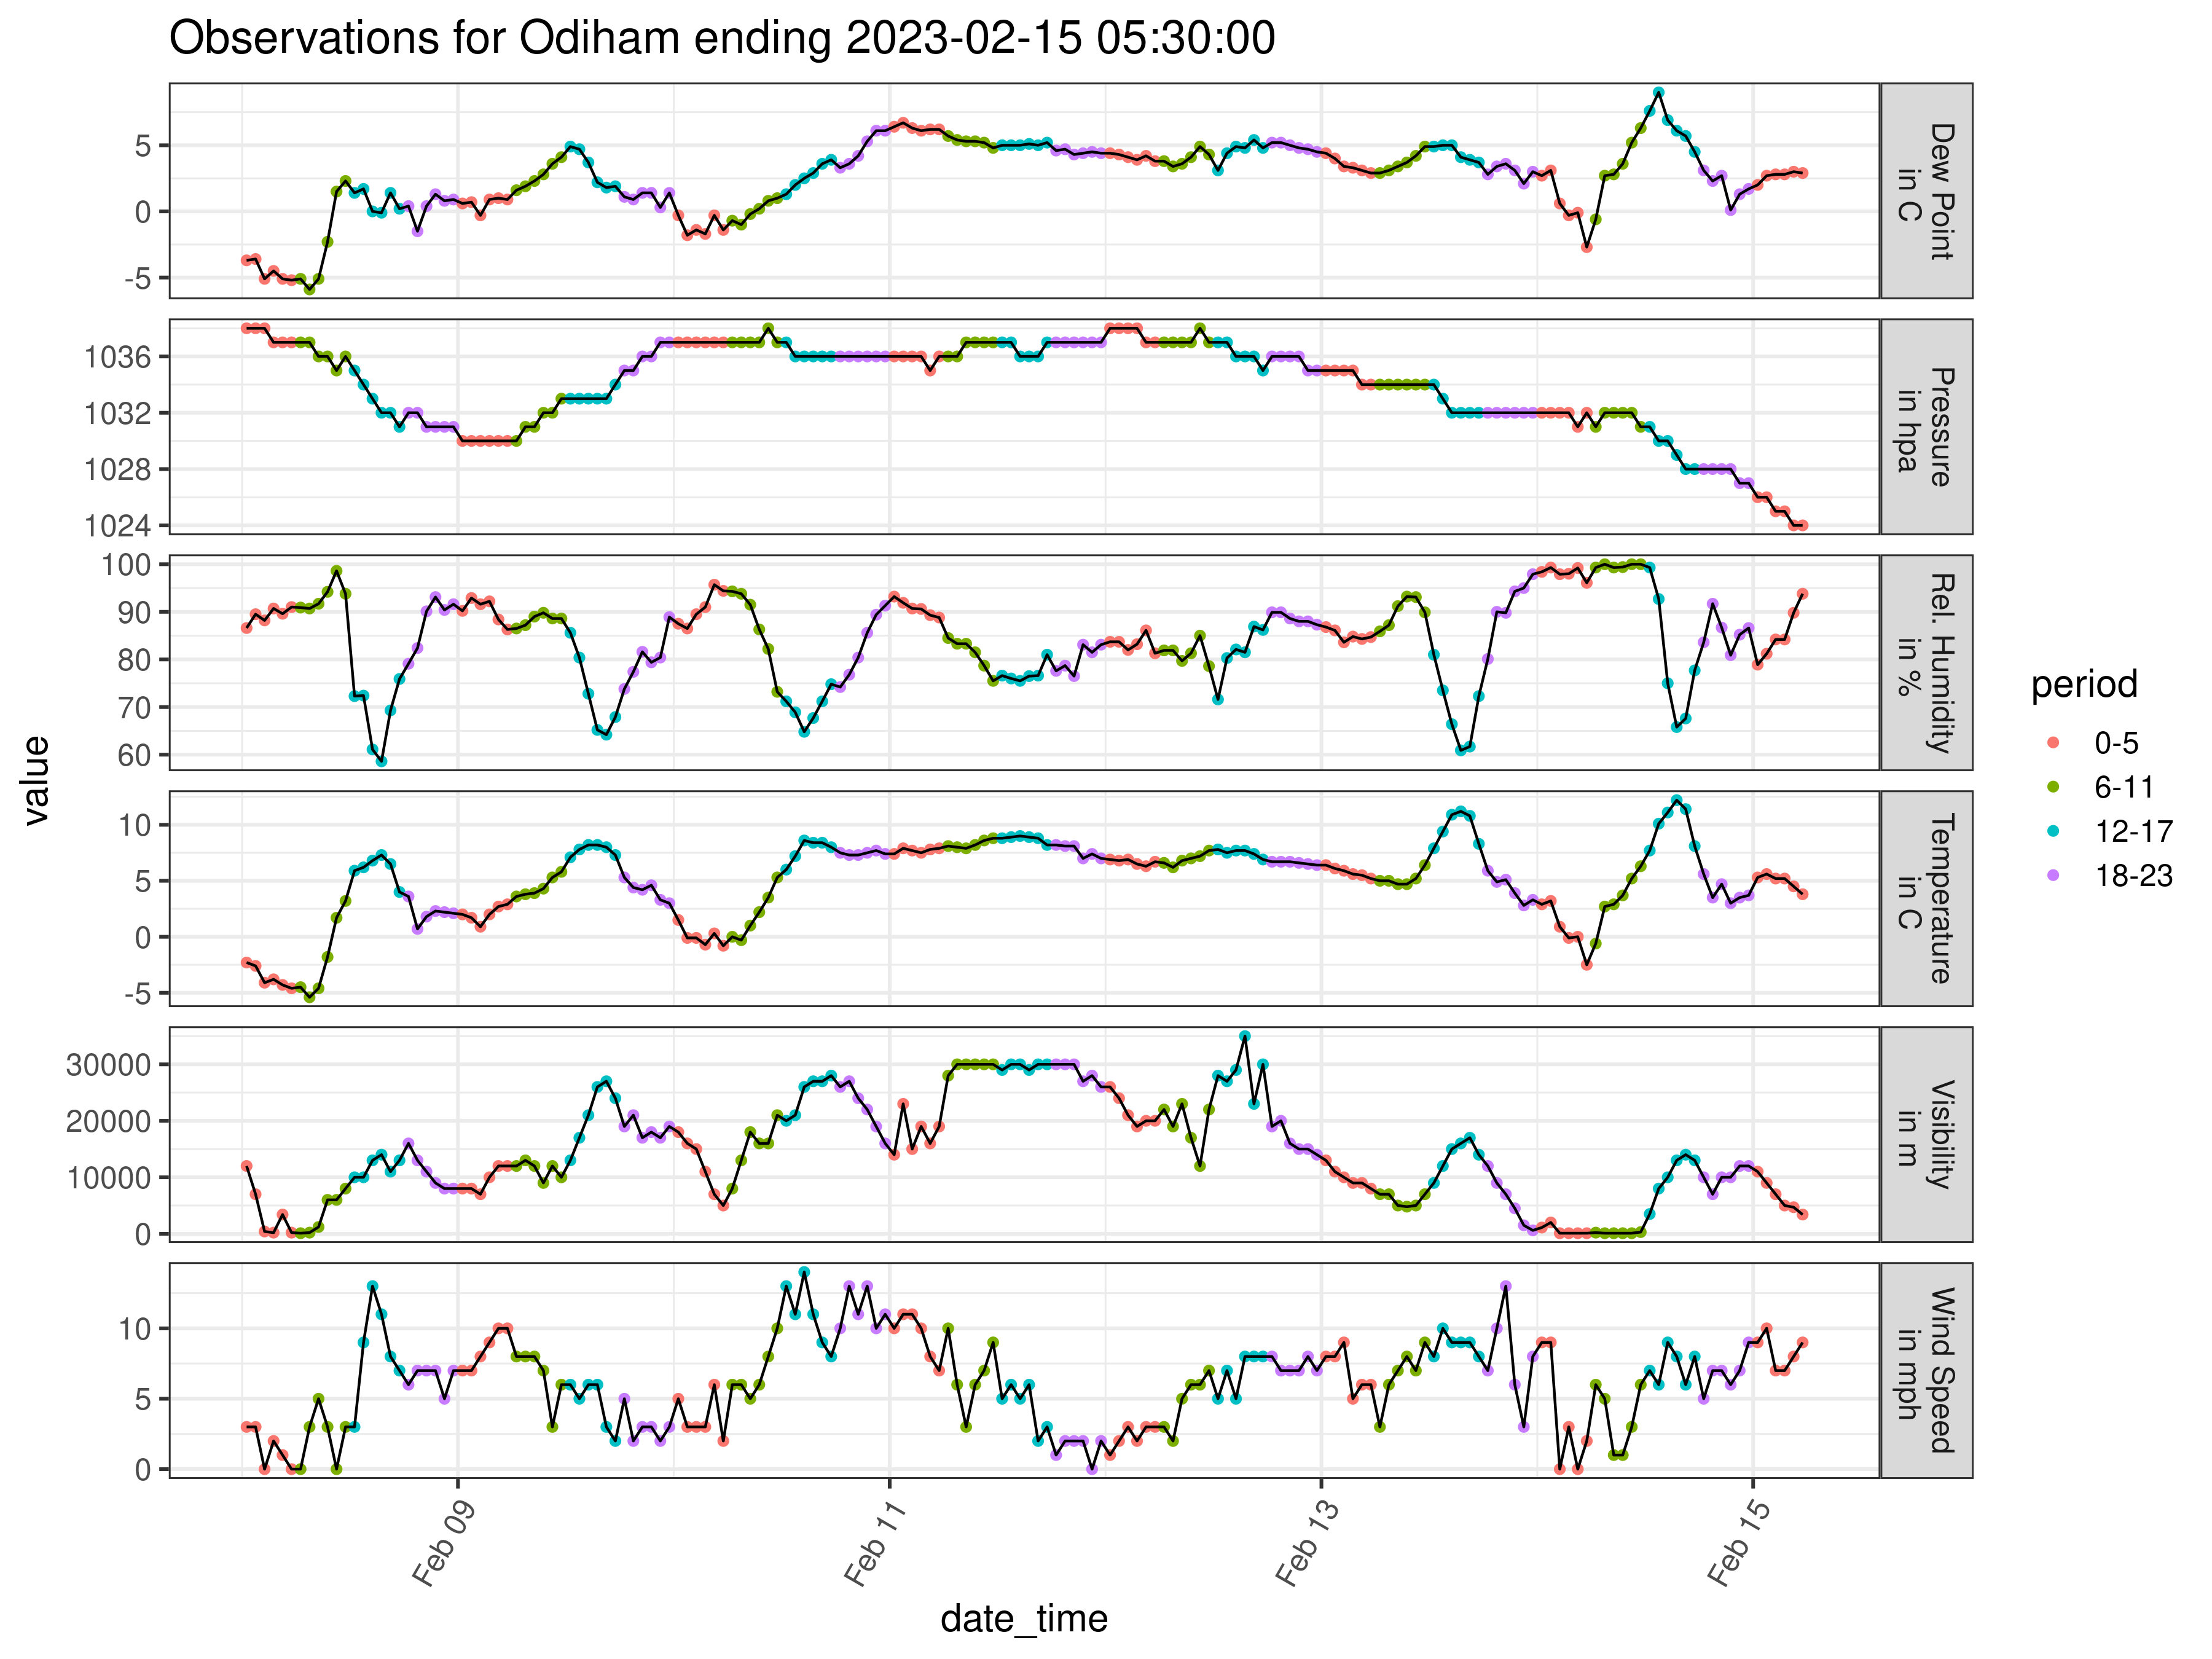 Observations for Odiham ending 2023-02-15 05:30:00
5
0
-5
Dew Point
in C
1036
1032
1028
1024
Pressure
in hpa
100
90
80
70
60
Rel. Humidity
in %
10
5
0
-5
Temperature
in C
30000
20000
10000
0
Visibility
in m
10
5
0
Wind Speed
in mph
value
Feb 09
Feb 11
Feb 13
Feb 15
date_time
period
0-5
6-11
12-17
18-23